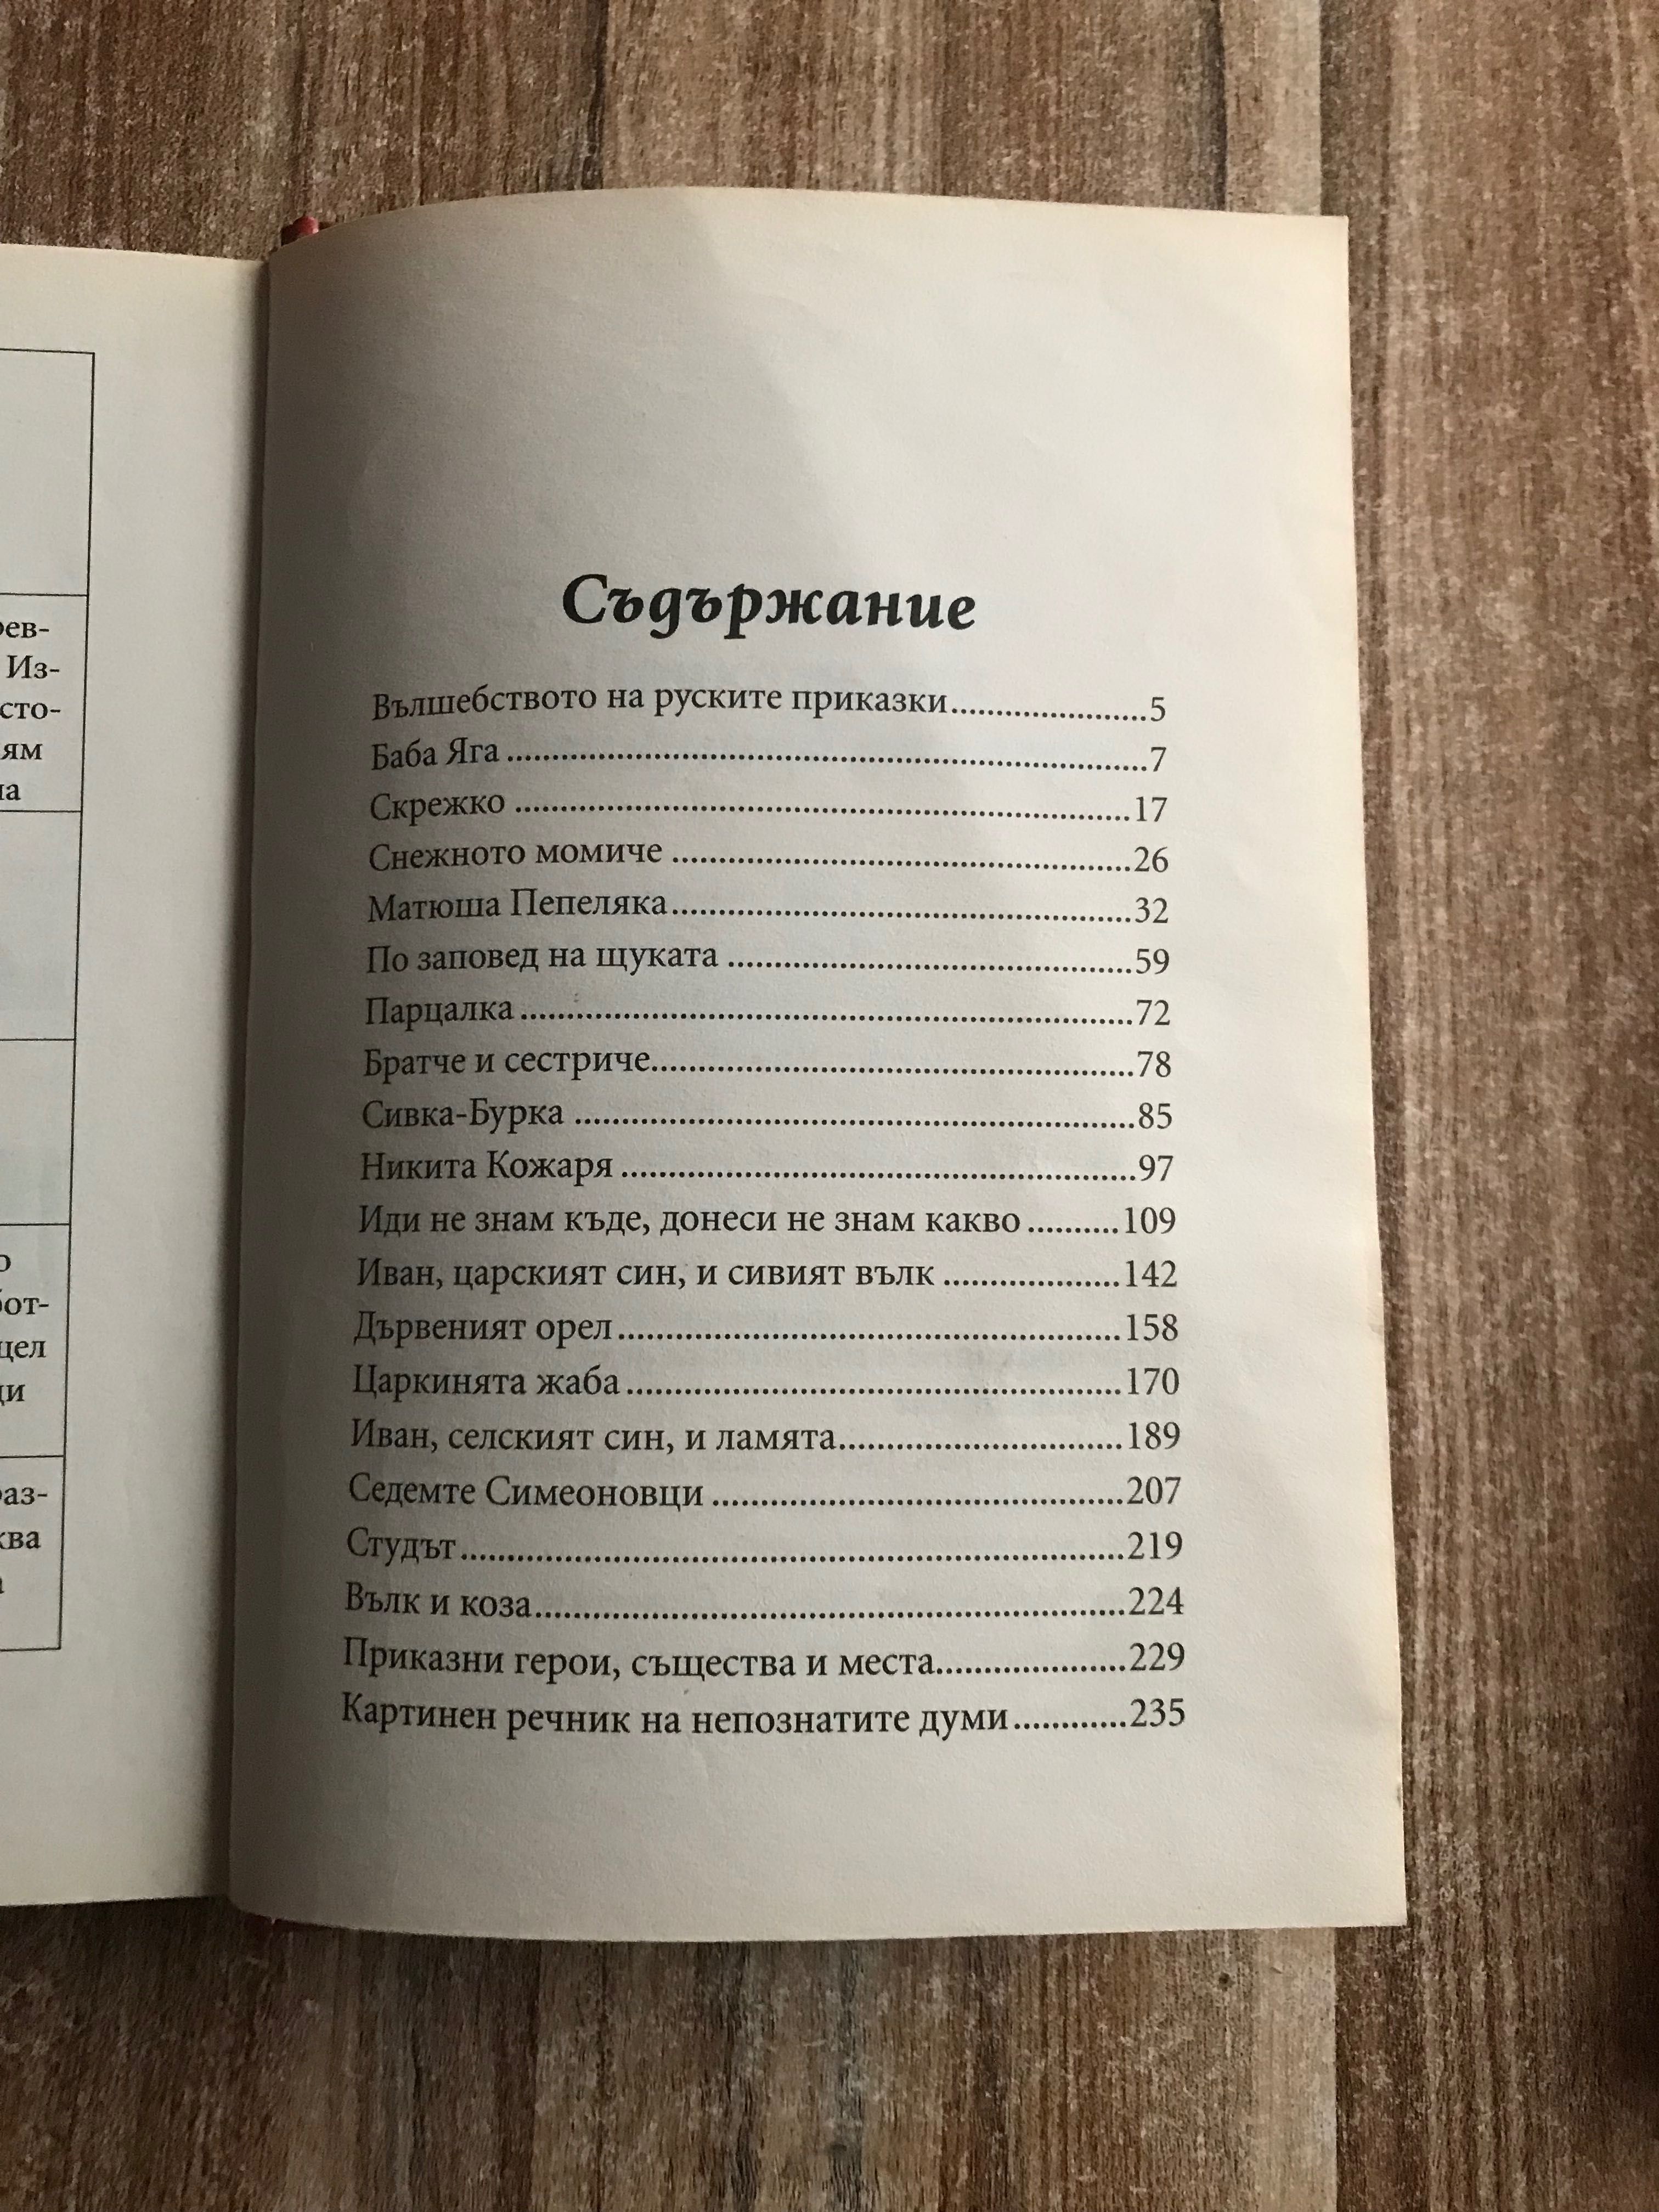 Из-
ям
цел
Съдържание
Вълшебството на руските приказки......................5
Баба Яга ......................................................................7
Скрежко ....................................................................17
Снежното момиче ...................................................26
Матюша Пепеляка...................................................32
По заповед на щуката .............................................59
Парцалка ...................................................................72
Братче и сестриче.....................................................78
Сивка-Бурка .............................................................85
Никита Кожаря ........................................................97
Иди не знам къде, донеси не знам какво ..........109
Иван, царският син, и сивият вълк ...................142
Дървеният орел .......................................................158
Царкинята жаба ......................................................170
Иван, селският син, и ламята...............................189
Седемте Симеоновци .............................................207
Студът ........................................................................219
Вълк и коза................................................................224
Приказни герои, същества и места.....................229
Картинен речник на непознатите думи ............235